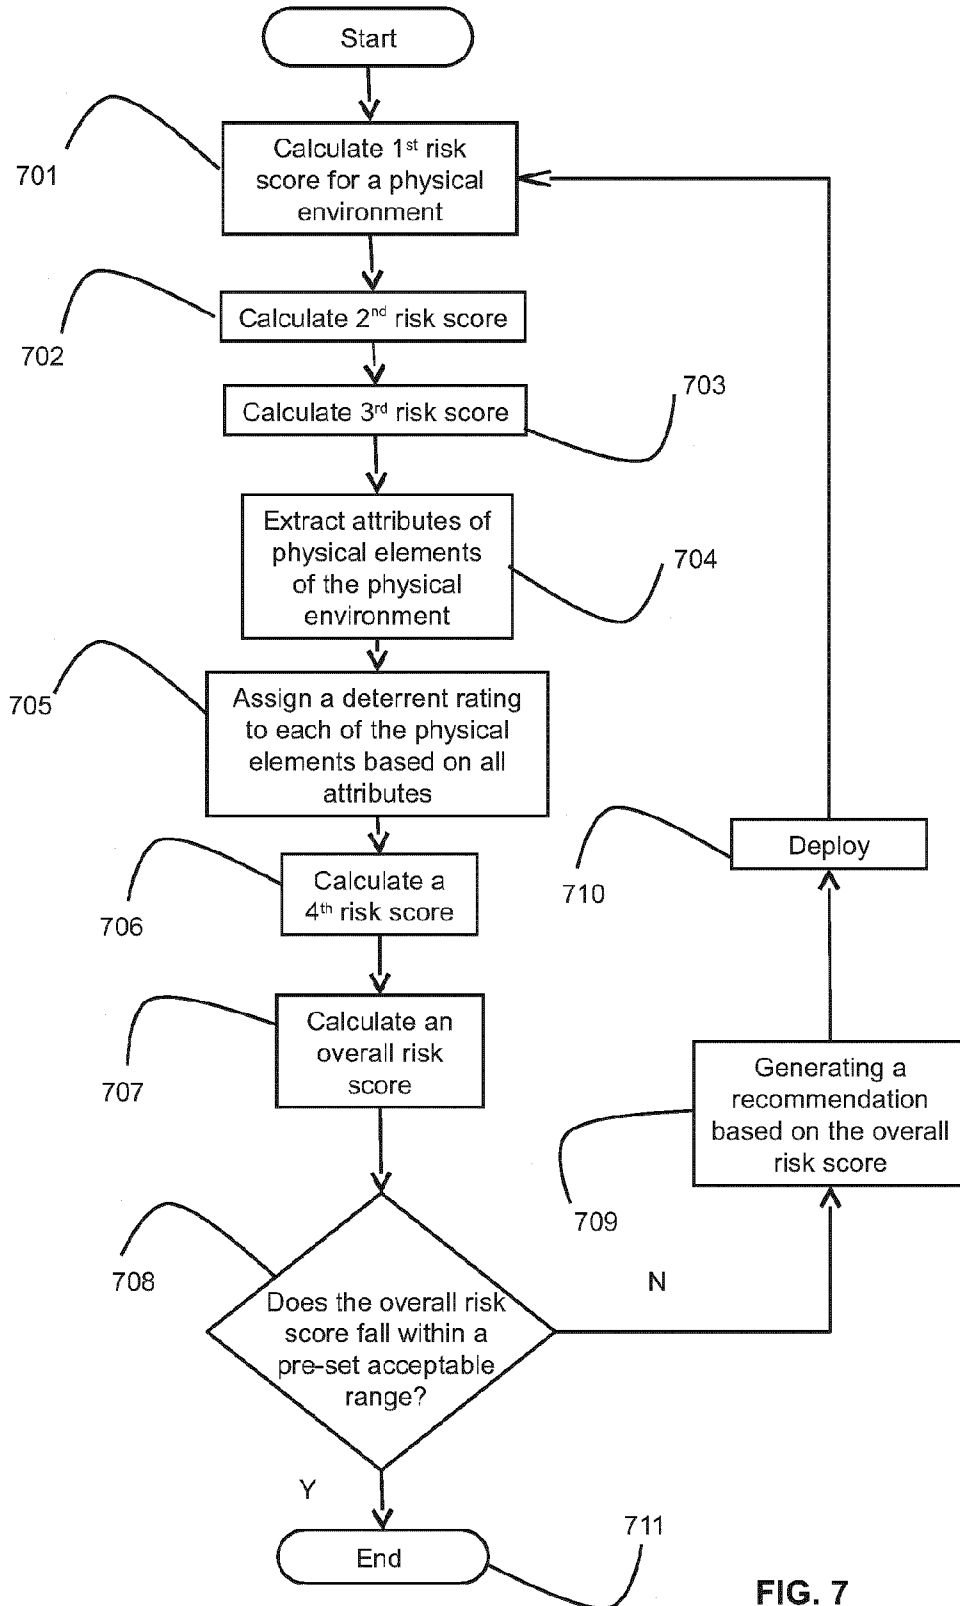 Start
Calculate 1st risk
score for a physical
environment
701
Calculate 2nd risk score
702
Calculate 3rd risk score
703
Extract attributes of
physical elements
of the physical
environment
704
Assign a deterrent rating
to each of the physical
elements based on all
attributes
705
Calculate a
4th risk score
706
Calculate an
overall risk
score
707
Does the overall risk
score fall within a
pre-set acceptable
range?
708
N
Generating a
recommendation
based on the overall
risk score
709
Deploy
710
Y
End
711
FIG. 7